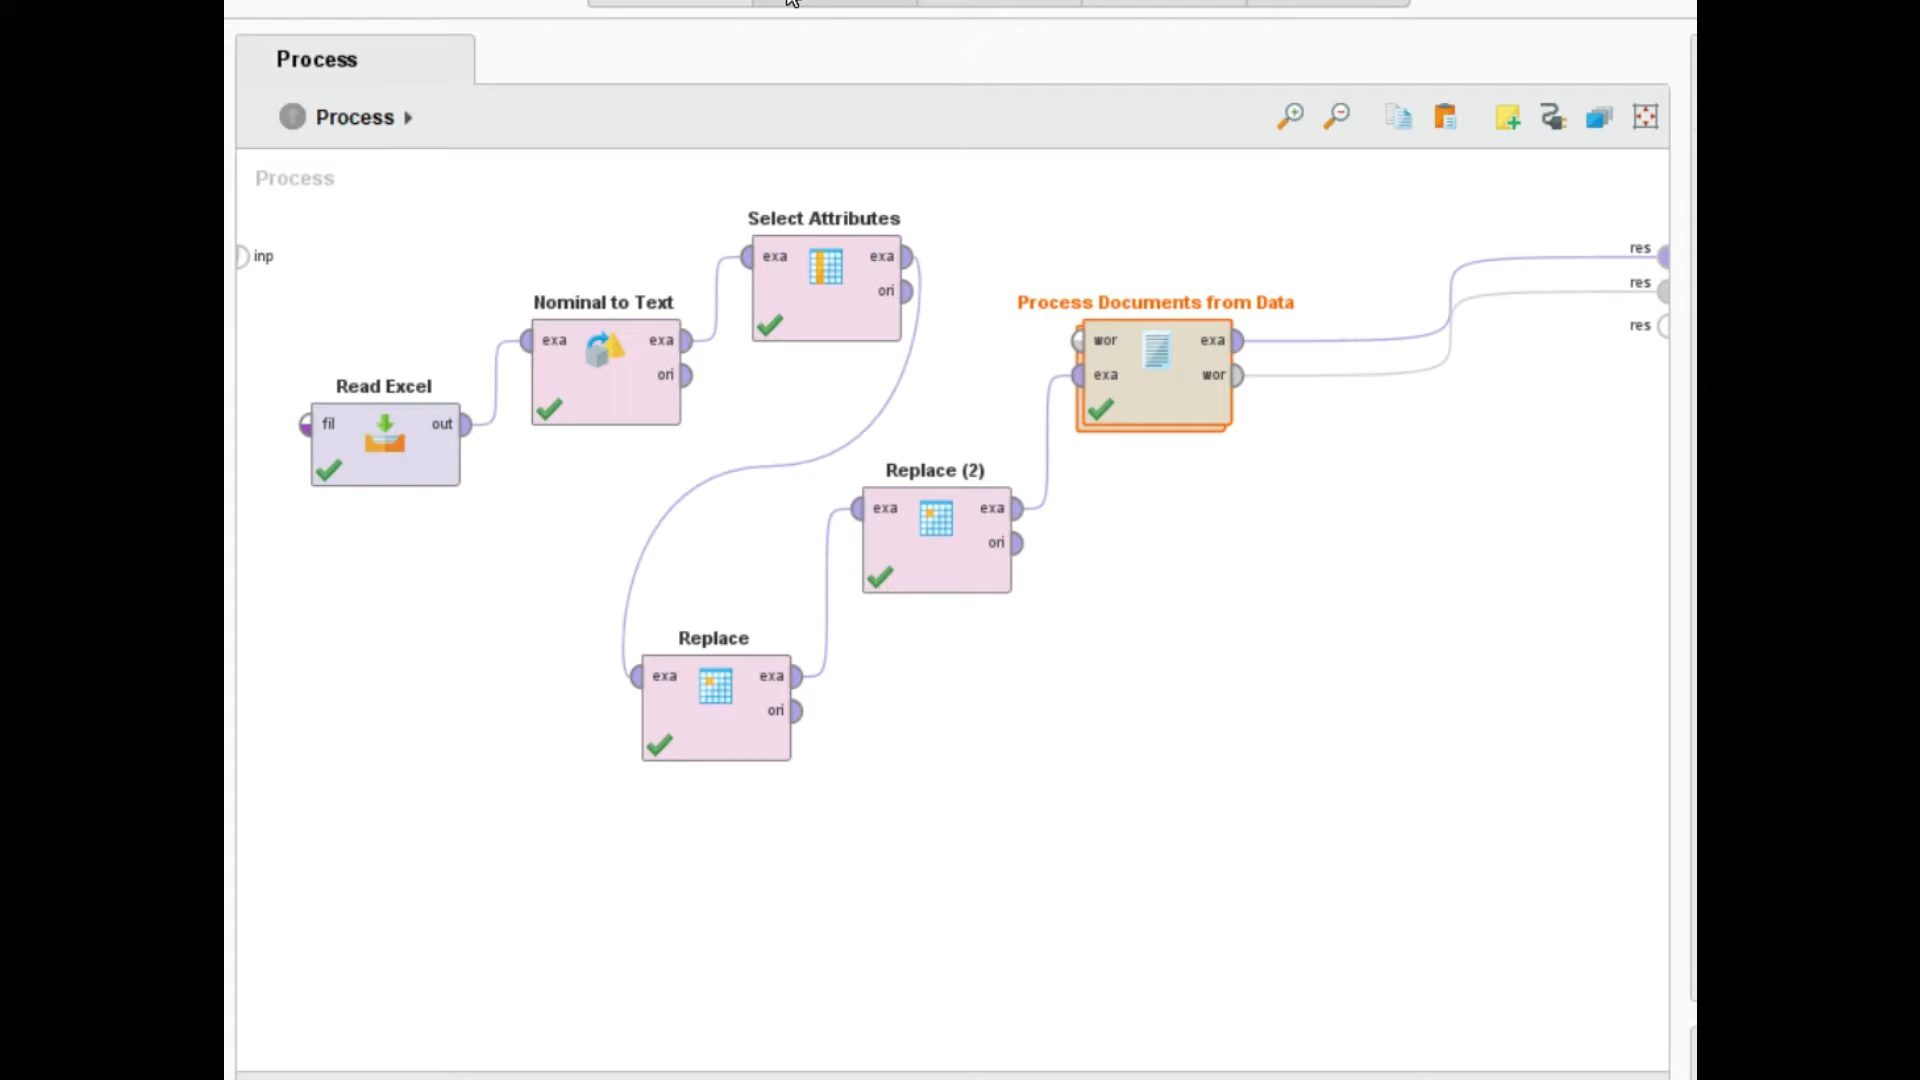 Process
Process
Process
inp
Select Attributes
exa exa
ori
Nominal to Text
exa exa
ori
Read Excel
fil out
Process Documents from Data
wor exa
exa wor
res
res
res
Replace (2)
exa exa
ori
Replace
exa exa
ori